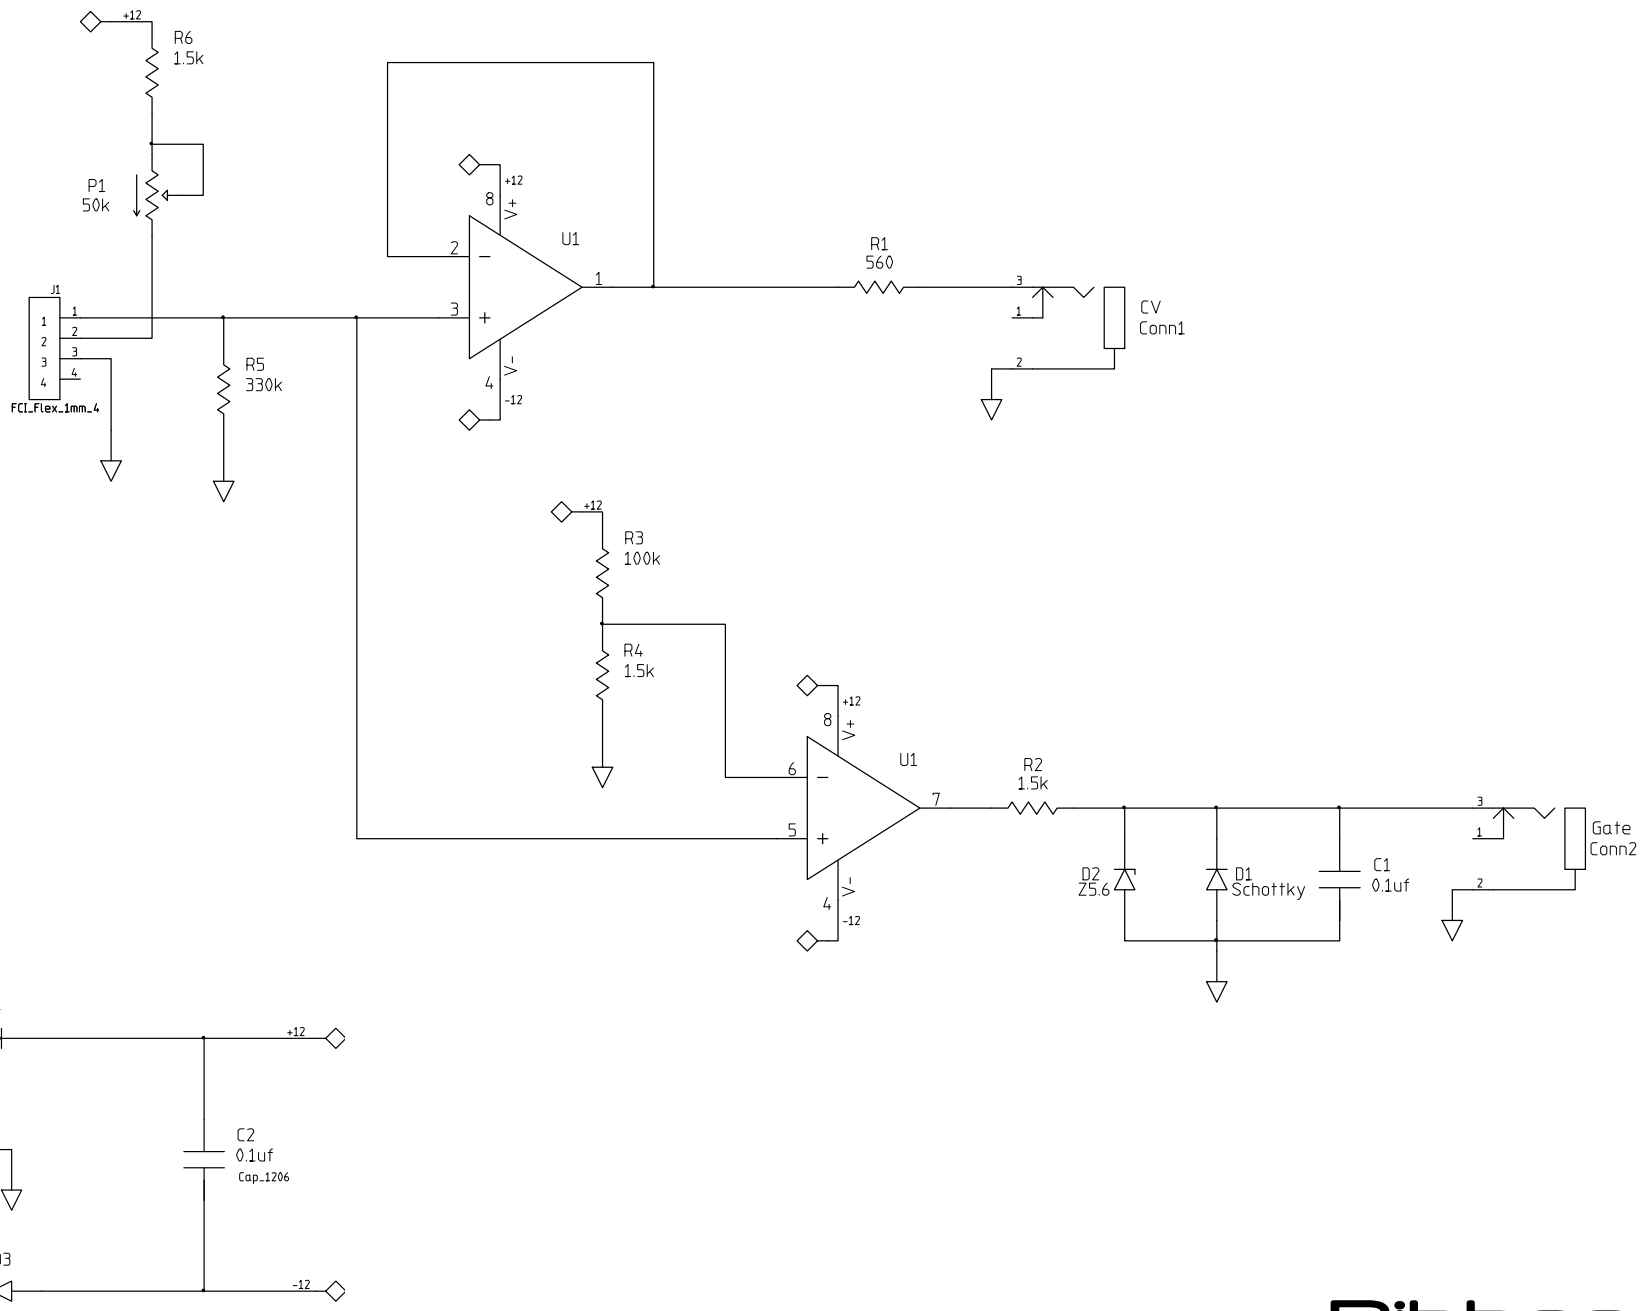 +12
R6
1.5k
P1
50k
+12
8
V+
U1
2
−
1
3
+
V-
4
-12
R1
560
3
1
2
CV
Conn1
J1
1
1
2
2
3
3
4
4
FCI_Flex_1mm_4
R5
330k
+12
R3
100k
R4
1.5k
+12
8
V+
U1
6
−
7
5
+
V-
4
-12
R2
1.5k
D2
Z5.6
D1
Schottky
C1
0.1uf
3
1
2
Gate
Conn2
+12
C2
0.1uf
Cap_1206
-12